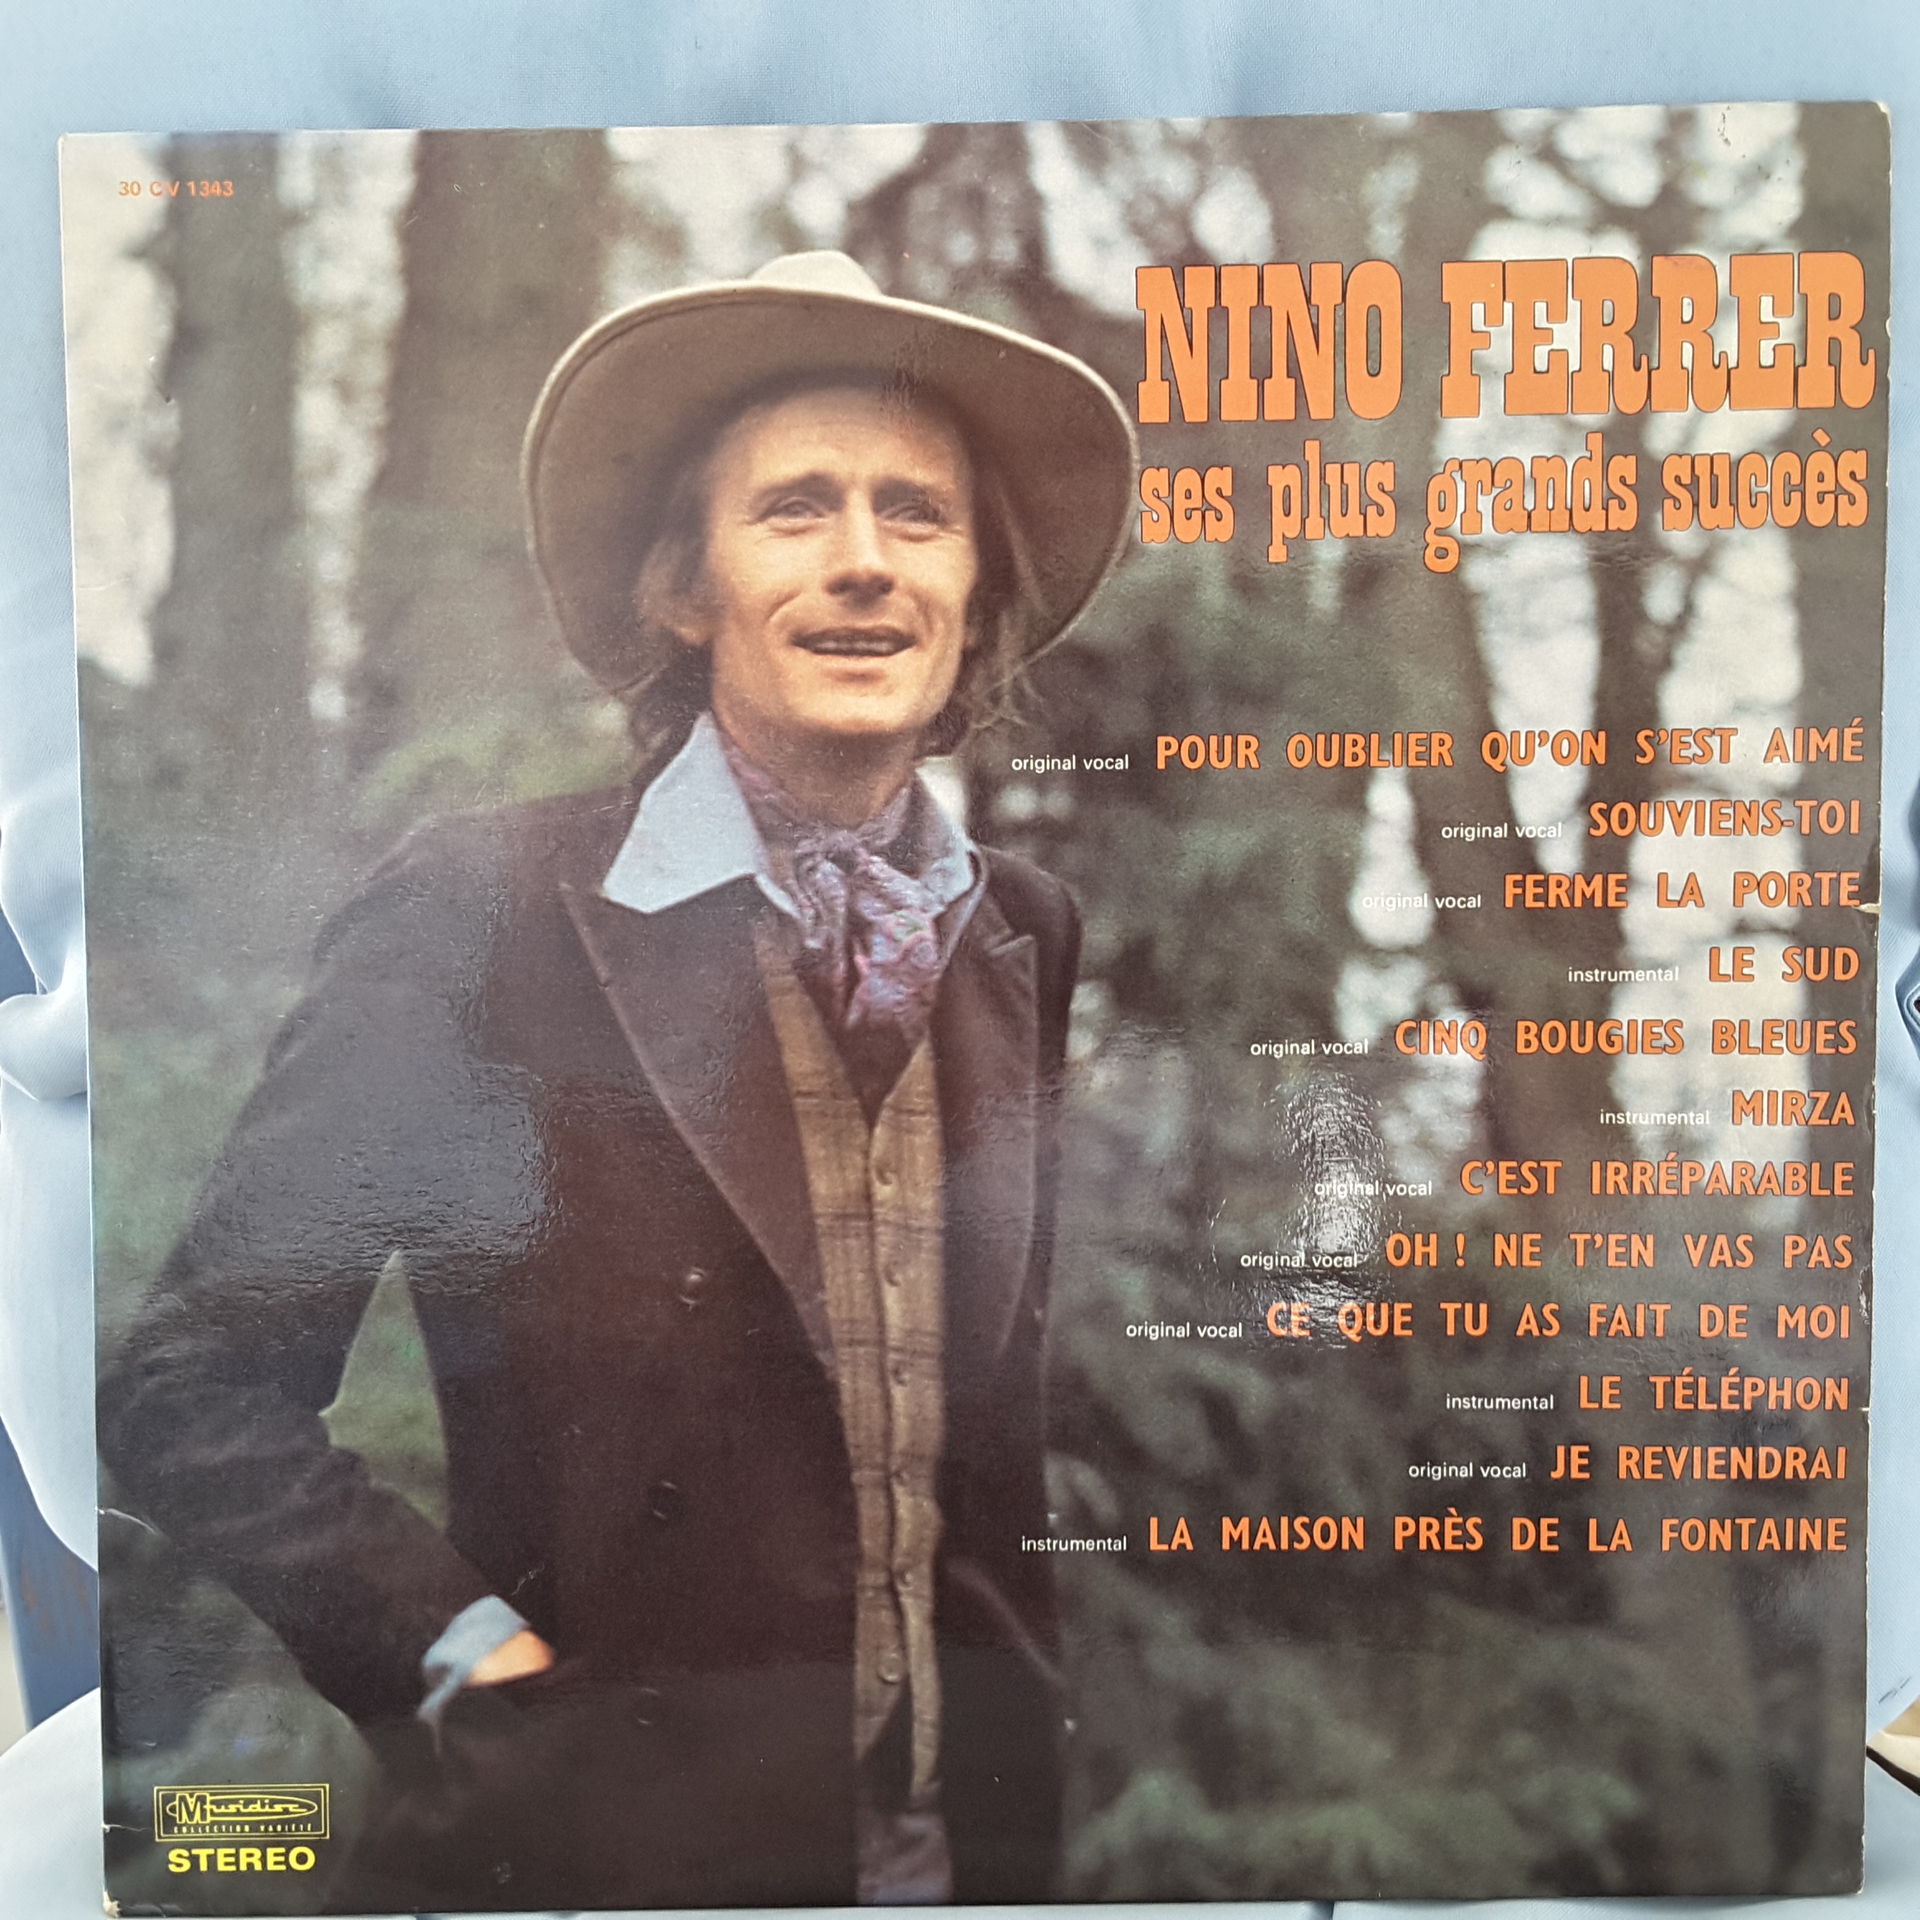 30 CV 1343
NINO FERRER
ses plus grands succès
original vocal POUR OUBLIER QU'ON S'EST AIMÉ
original vocal SOUVIENS-TOI
original vocal FERME LA PORTE
instrumental LE SUD
original vocal CINQ BOUGIES BLEUES
instrumental MIRZA
original vocal C'EST IRRÉPARABLE
original vocal OH ! NE T'EN VAS PAS
original vocal CE QUE TU AS FAIT DE MOI
instrumental LE TÉLÉPHON
original vocal JE REVIENDRAI
instrumental LA MAISON PRÈS DE LA FONTAINE
Musidisc
COLLECTION VARIÉTÉ
STEREO